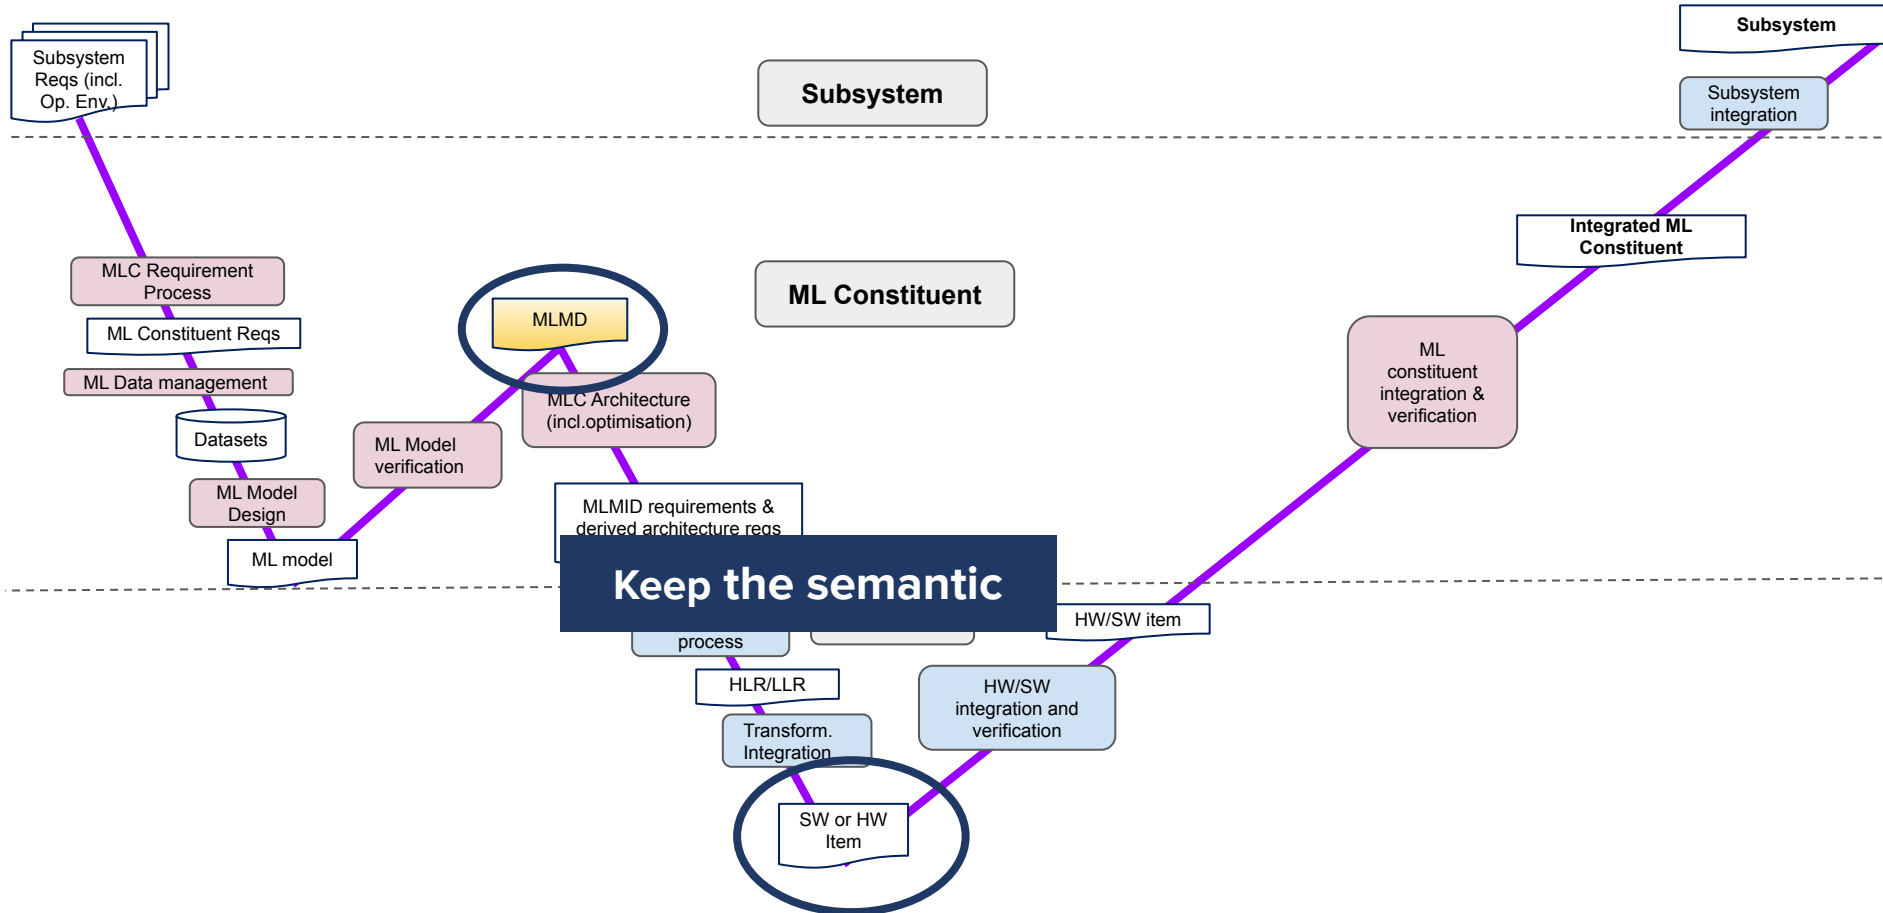 Subsystem
Reqs (incl.
Op. Env.)
Subsystem
Subsystem
Subsystem
integration
MLC Requirement
Process
ML Constituent Reqs
ML Data management
Datasets
ML Model
Design
ML model
ML Model
verification
MLMD
MLC Architecture
(incl.optimisation)
MLMID requirements &
derived architecture reqs
ML Constituent
Integrated ML
Constituent
ML
constituent
integration &
verification
Keep the semantic
process
HLR/LLR
Transform.
Integration
SW or HW
Item
HW/SW
integration and
verification
HW/SW item